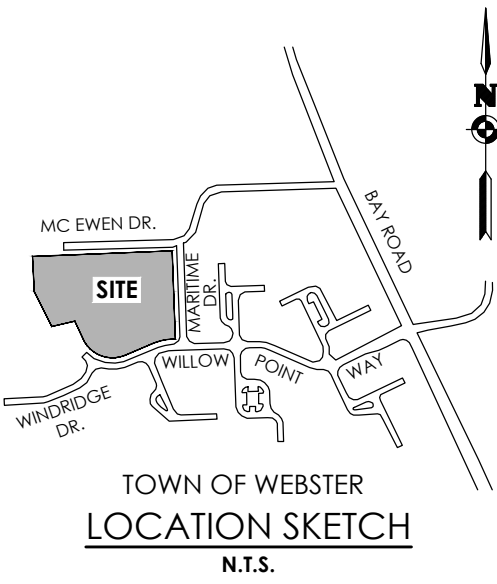 N
BAY ROAD
MC EWEN DR.
SITE
MARITIME
DR.
WILLOW POINT WAY
WINDRIDGE
DR.
TOWN OF WEBSTER
LOCATION SKETCH
N.T.S.